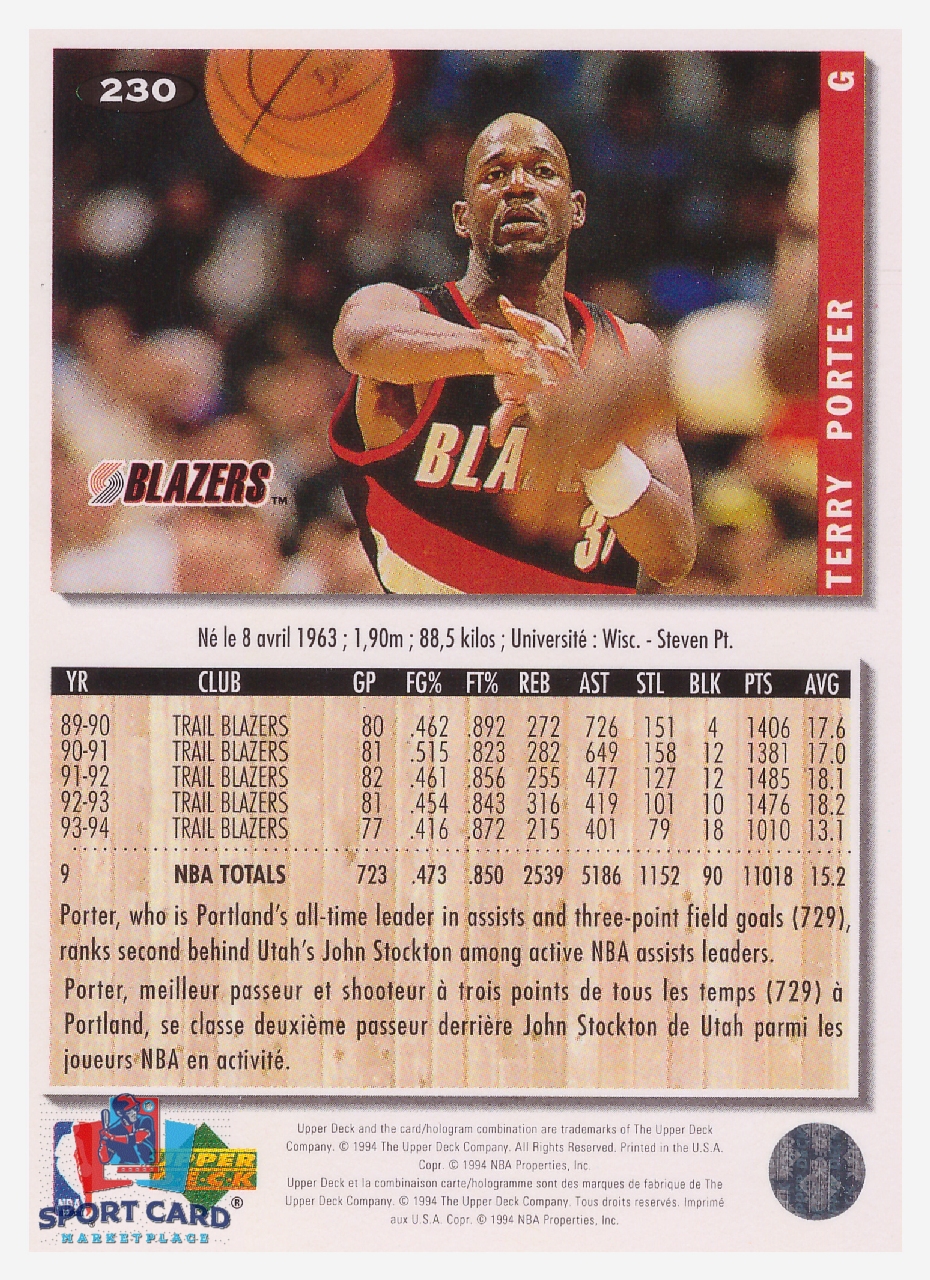 230
G
TERRY PORTER
BLA
3
BLAZERS™
Né le 8 avril 1963 ; 1,90m ; 88,5 kilos ; Université : Wisc. - Steven Pt.
YR CLUB GP FG% FT% REB AST STL BLK PTS AVG
89-90 TRAIL BLAZERS 80 .462 .892 272 726 151 4 1406 17.6
90-91 TRAIL BLAZERS 81 .515 .823 282 649 158 12 1381 17.0
91-92 TRAIL BLAZERS 82 .461 .856 255 477 127 12 1485 18.1
92-93 TRAIL BLAZERS 81 .454 .843 316 419 101 10 1476 18.2
93-94 TRAIL BLAZERS 77 .416 .872 215 401 79 18 1010 13.1
9 NBA TOTALS 723 .473 .850 2539 5186 1152 90 11018 15.2
Porter, who is Portland's all-time leader in assists and three-point field goals (729),
ranks second behind Utah's John Stockton among active NBA assists leaders.
Porter, meilleur passeur et shooteur à trois points de tous les temps (729) à
Portland, se classe deuxième passeur derrière John Stockton de Utah parmi les
joueurs NBA en activité.
UPPER
DECK
®
SPORT CARD
MARKETPLACE
Upper Deck and the card/hologram combination are trademarks of The Upper Deck
Company. © 1994 The Upper Deck Company. All Rights Reserved. Printed in the U.S.A.
Copr. © 1994 NBA Properties, Inc.
Upper Deck et la combinaison carte/hologramme sont des marques de fabrique de The
Upper Deck Company. © 1994 The Upper Deck Company. Tous droits reservés. Imprimé
aux U.S.A. Copr. © 1994 NBA Properties, Inc.